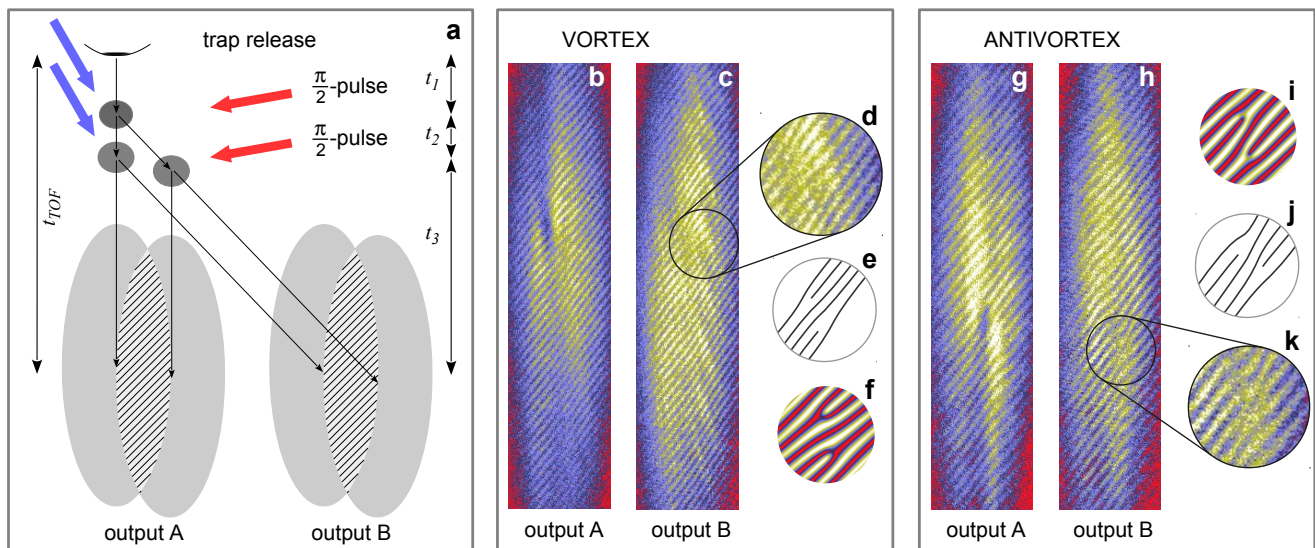 a
trap release
t1
π/2-pulse
t2
π/2-pulse
tTOF
t3
output A
output B
VORTEX
b
c
d
e
f
output A
output B
ANTIVORTEX
g
h
i
j
k
output A
output B